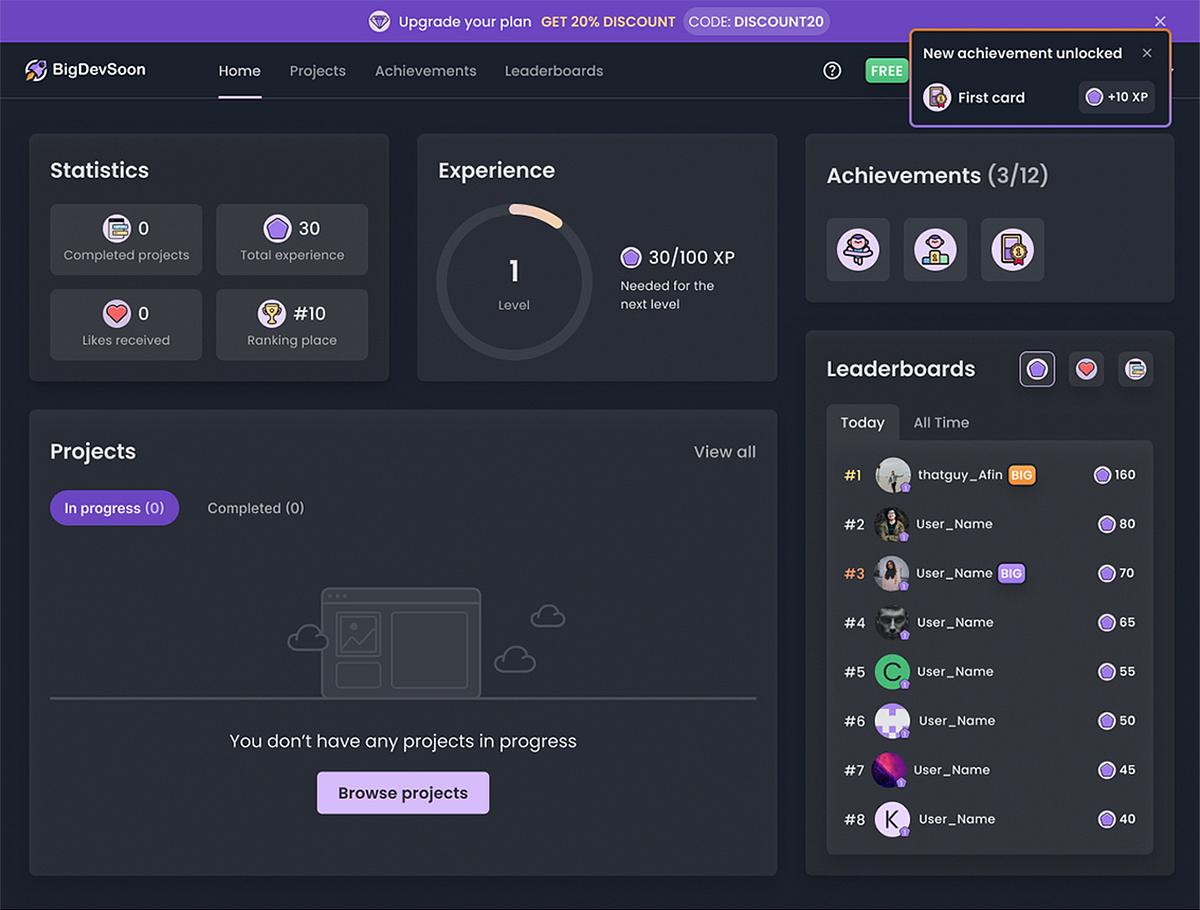 Upgrade your plan GET 20% DISCOUNT CODE: DISCOUNT20
BigDevSoon
Home
Projects
Achievements
Leaderboards
FREE
New achievement unlocked
First card
+10 XP
Statistics
0
Completed projects
30
Total experience
0
Likes received
#10
Ranking place
Experience
1
Level
30/100 XP
Needed for the
next level
Achievements (3/12)
Projects
View all
In progress (0)
Completed (0)
You don’t have any projects in progress
Browse projects
Leaderboards
Today
All Time
#1 thatguy_Afin BIG 160
#2 User_Name 80
#3 User_Name BIG 70
#4 User_Name 65
#5 C User_Name 55
#6 User_Name 50
#7 User_Name 45
#8 K User_Name 40